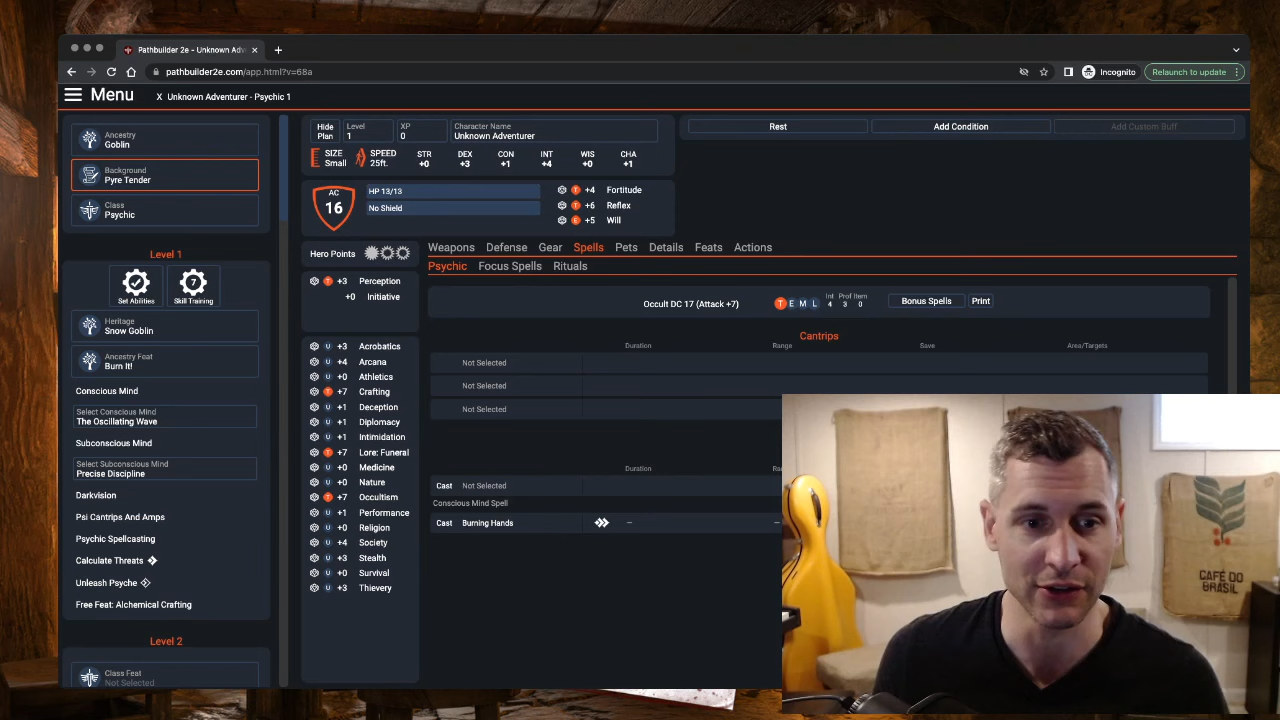 Pathbuilder 2e - Unknown Adv
pathbuilder2e.com/app.html?v=68a
Incognito
Relaunch to update
Menu
X Unknown Adventurer - Psychic 1
Ancestry
Goblin
Background
Pyre Tender
Class
Psychic
Level 1
Set Abilities
7
Skill Training
Heritage
Snow Goblin
Ancestry Feat
Burn It!
Conscious Mind
Select Conscious Mind
The Oscillating Wave
Subconscious Mind
Select Subconscious Mind
Precise Discipline
Darkvision
Psi Cantrips And Amps
Psychic Spellcasting
Calculate Threats
Unleash Psyche
Free Feat: Alchemical Crafting
Level 2
Class Feat
Not Selected
Hide Plan
Level
1
XP
0
Character Name
Unknown Adventurer
SIZE
Small
SPEED
25ft.
STR
+0
DEX
+3
CON
+1
INT
+4
WIS
+0
CHA
+1
AC
16
HP 13/13
No Shield
T +4 Fortitude
T +6 Reflex
E +5 Will
Rest
Add Condition
Add Custom Buff
Hero Points
T +3 Perception
+0 Initiative
U +3 Acrobatics
U +4 Arcana
U +0 Athletics
T +7 Crafting
U +1 Deception
U +1 Diplomacy
U +1 Intimidation
T +7 Lore: Funeral
U +0 Medicine
U +0 Nature
T +7 Occultism
U +1 Performance
U +0 Religion
U +4 Society
U +3 Stealth
U +0 Survival
U +3 Thievery
Weapons Defense Gear Spells Pets Details Feats Actions
Psychic Focus Spells Rituals
Occult DC 17 (Attack +7)
T E M L
Int Prof Item
4 3 0
Bonus Spells
Print
Cantrips
Duration Range Save Area/Targets
Not Selected
Not Selected
Not Selected
Duration
Cast Not Selected
Conscious Mind Spell
Cast Burning Hands – –
CAFÉ DO
BRASIL